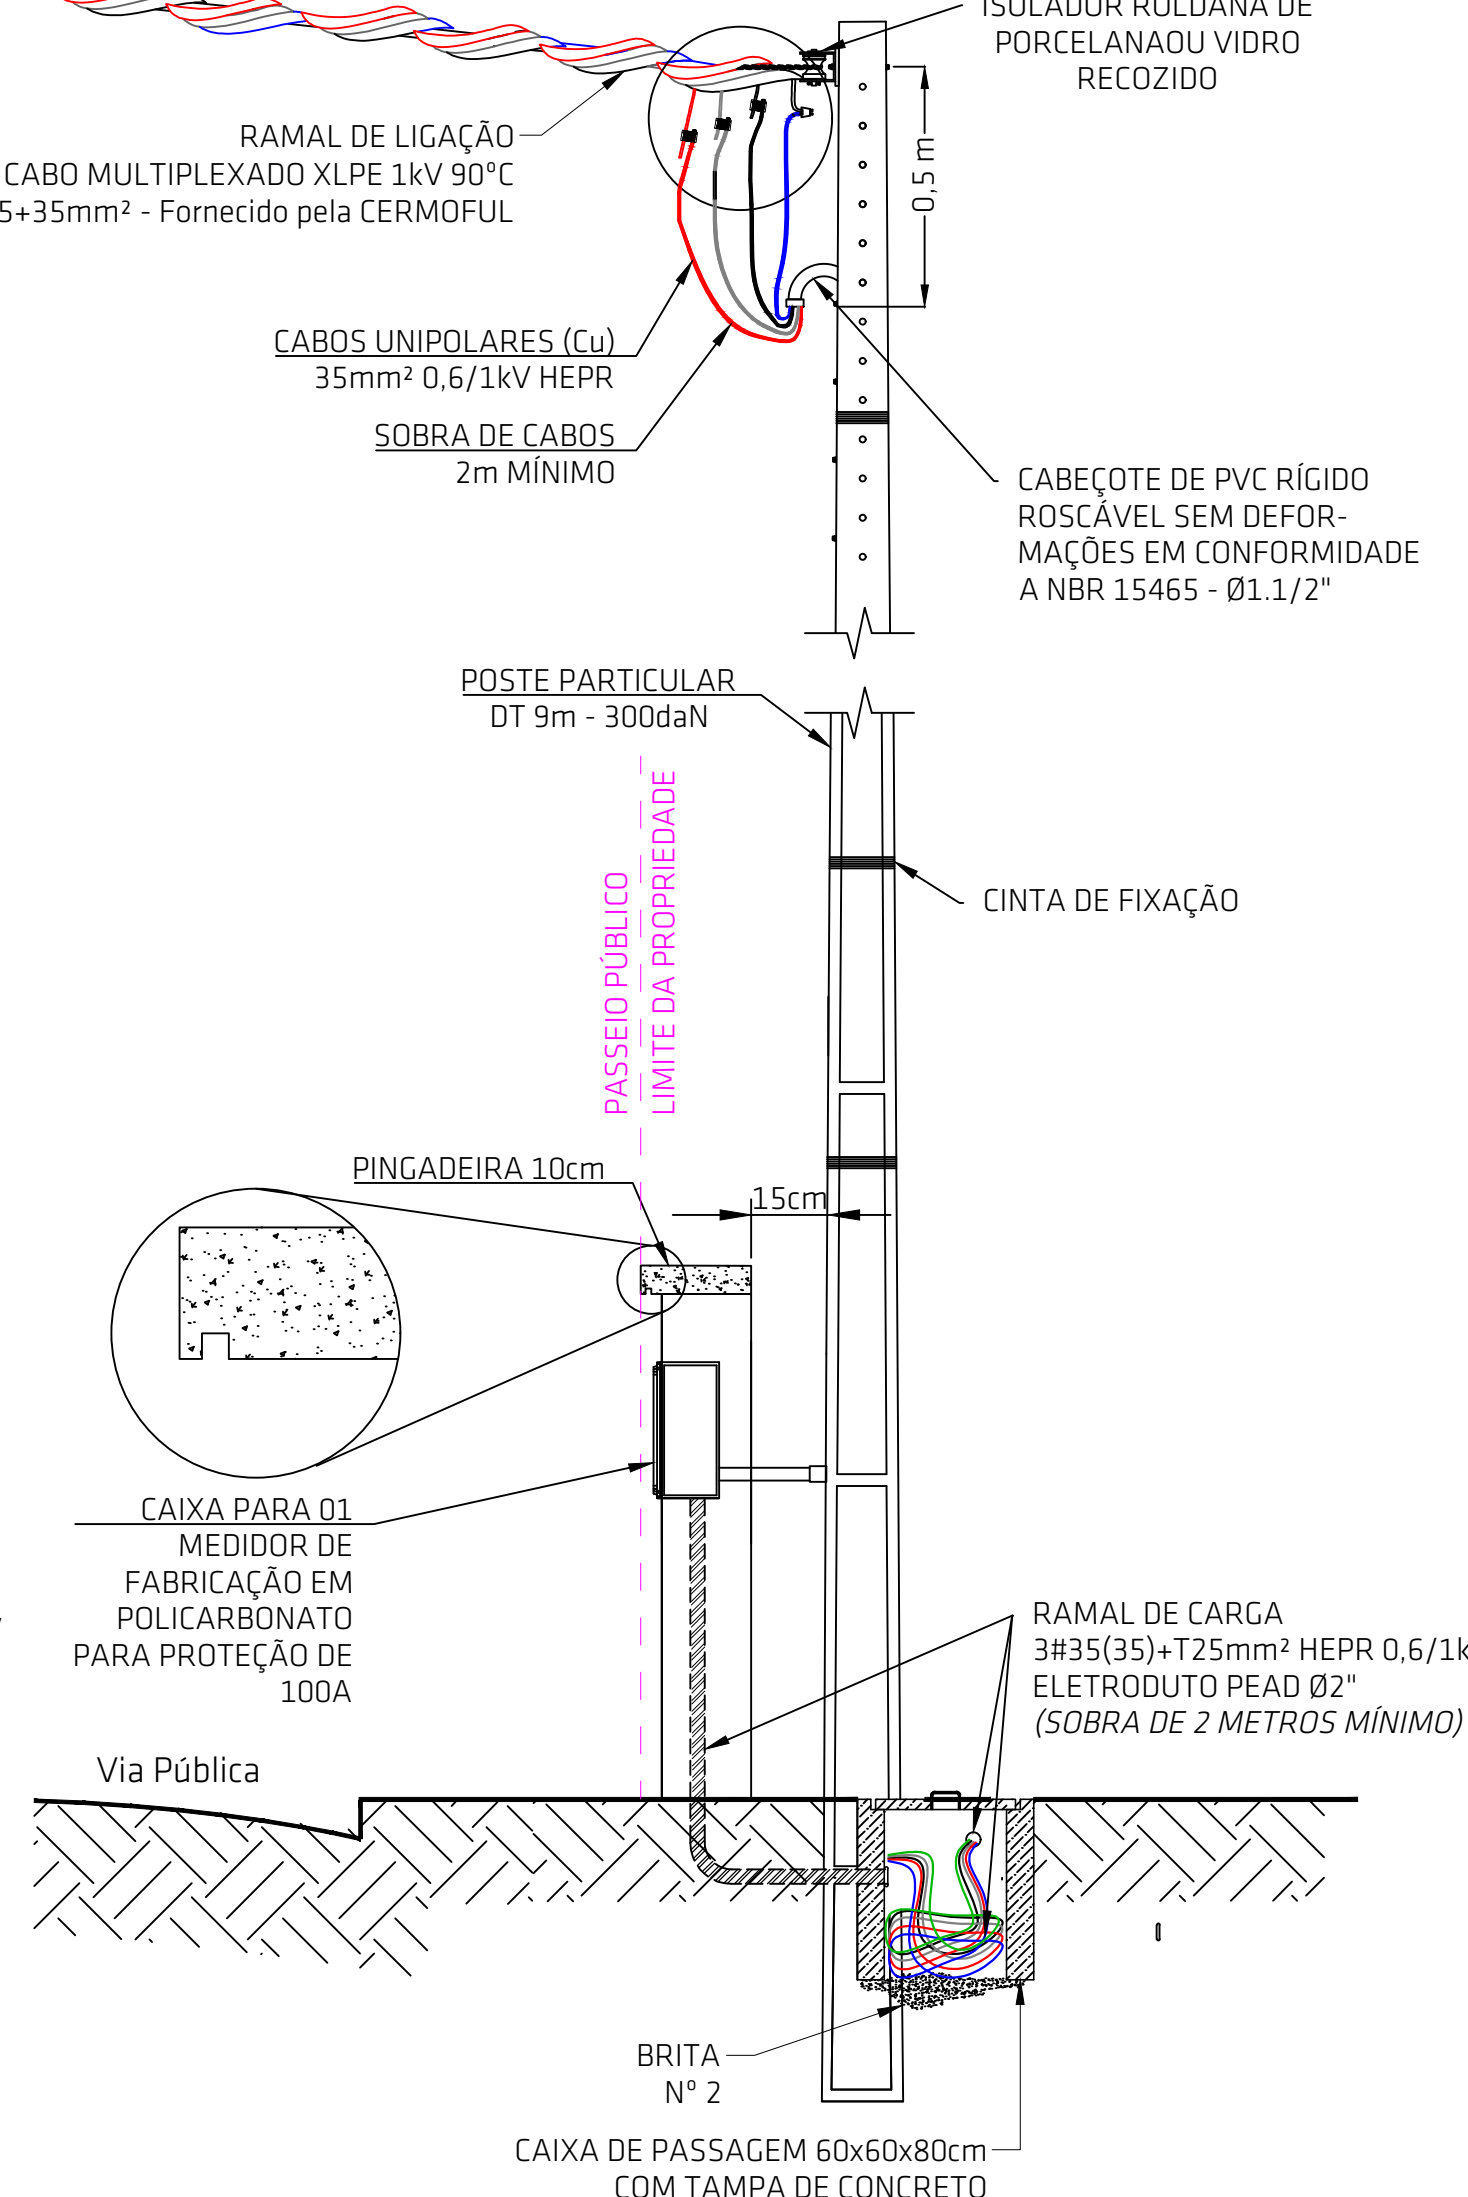 ISOLADOR ROLDANA DE
PORCELANAOU VIDRO
RECOZIDO
RAMAL DE LIGAÇÃO
CABO MULTIPLEXADO XLPE 1kV 90°C
5+35mm² - Fornecido pela CERMOFUL
0,5 m
CABOS UNIPOLARES (Cu)
35mm² 0,6/1kV HEPR
SOBRA DE CABOS
2m MÍNIMO
CABEÇOTE DE PVC RÍGIDO
ROSCÁVEL SEM DEFOR-
MAÇÕES EM CONFORMIDADE
A NBR 15465 - Ø1.1/2"
POSTE PARTICULAR
DT 9m - 300daN
PASSEIO PÚBLICO
LIMITE DA PROPRIEDADE
CINTA DE FIXAÇÃO
PINGADEIRA 10cm
15cm
CAIXA PARA 01
MEDIDOR DE
FABRICAÇÃO EM
POLICARBONATO
PARA PROTEÇÃO DE
100A
RAMAL DE CARGA
3#35(35)+T25mm² HEPR 0,6/1k
ELETRODUTO PEAD Ø2"
(SOBRA DE 2 METROS MÍNIMO)
Via Pública
BRITA
Nº 2
CAIXA DE PASSAGEM 60x60x80cm
COM TAMPA DE CONCRETO